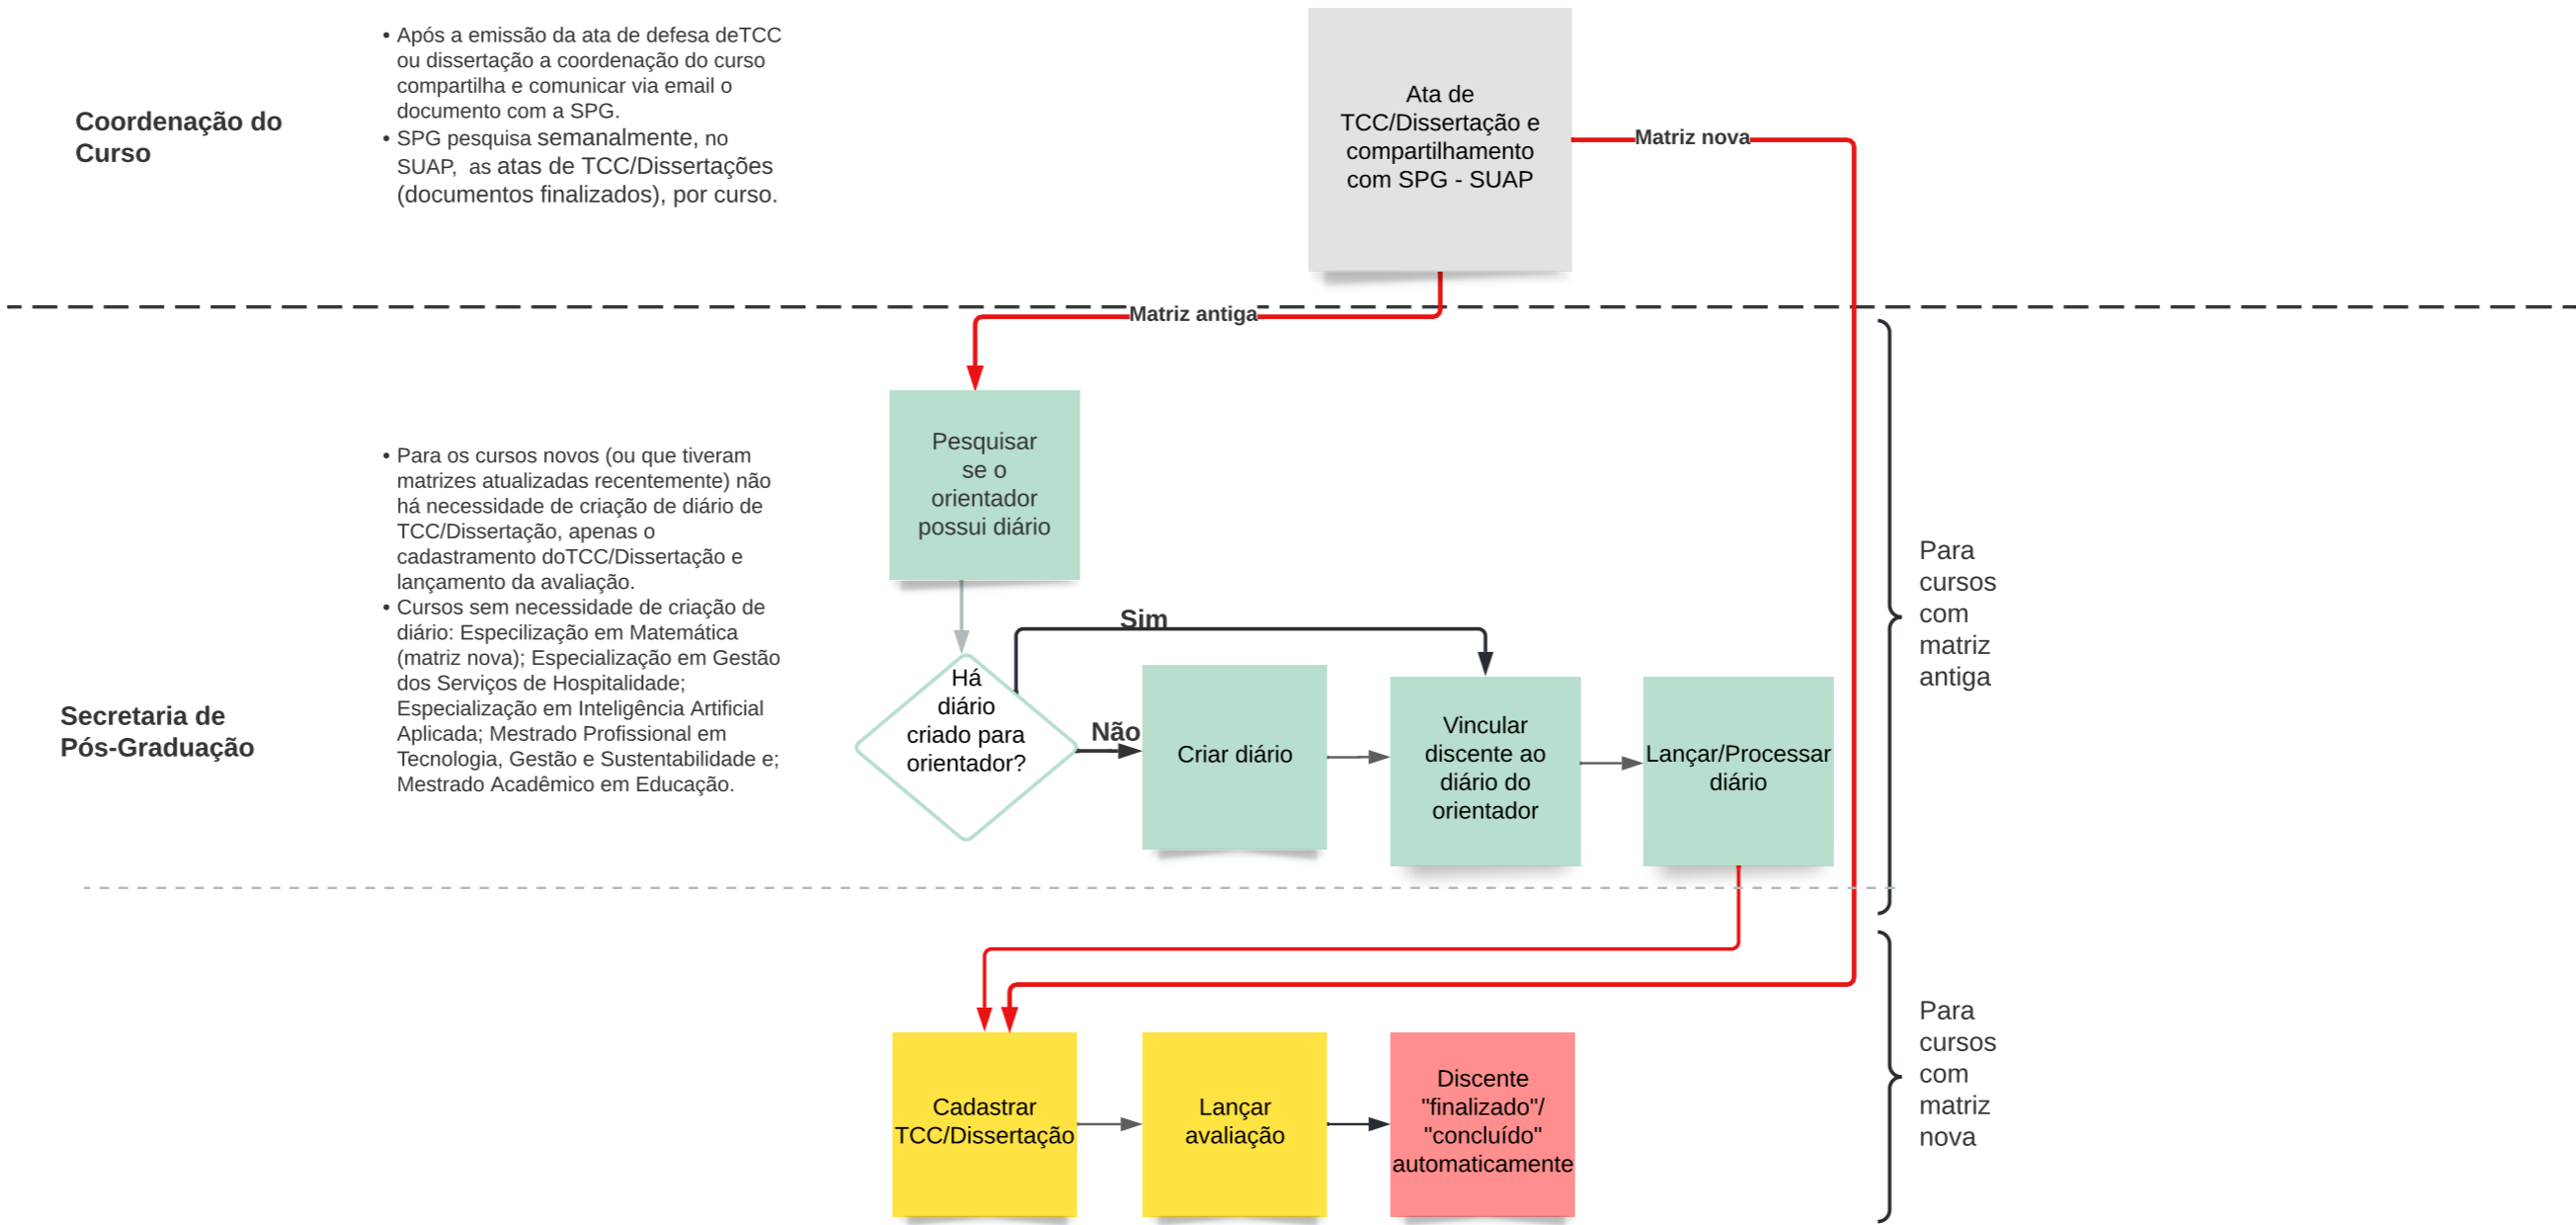 Coordenação do
Curso
• Após a emissão da ata de defesa deTCC
ou dissertação a coordenação do curso
compartilha e comunicar via email o
documento com a SPG.
• SPG pesquisa semanalmente, no
SUAP,  as atas de TCC/Dissertações
(documentos finalizados), por curso.
Ata de
TCC/Dissertação e
compartilhamento
com SPG - SUAP
Matriz nova
Matriz antiga
Secretaria de
Pós-Graduação
• Para os cursos novos (ou que tiveram
matrizes atualizadas recentemente) não
há necessidade de criação de diário de
TCC/Dissertação, apenas o
cadastramento doTCC/Dissertação e
lançamento da avaliação.
• Cursos sem necessidade de criação de
diário: Especilização em Matemática
(matriz nova); Especialização em Gestão
dos Serviços de Hospitalidade;
Especialização em Inteligência Artificial
Aplicada; Mestrado Profissional em
Tecnologia, Gestão e Sustentabilidade e;
Mestrado Acadêmico em Educação.
Pesquisar
se o
orientador
possui diário
Há
diário
criado para
orientador?
Sim
Não
Criar diário
Vincular
discente ao
diário do
orientador
Lançar/Processar
diário
Para
cursos
com
matriz
antiga
Cadastrar
TCC/Dissertação
Lançar
avaliação
Discente
"finalizado"/
"concluído"
automaticamente
Para
cursos
com
matriz
nova